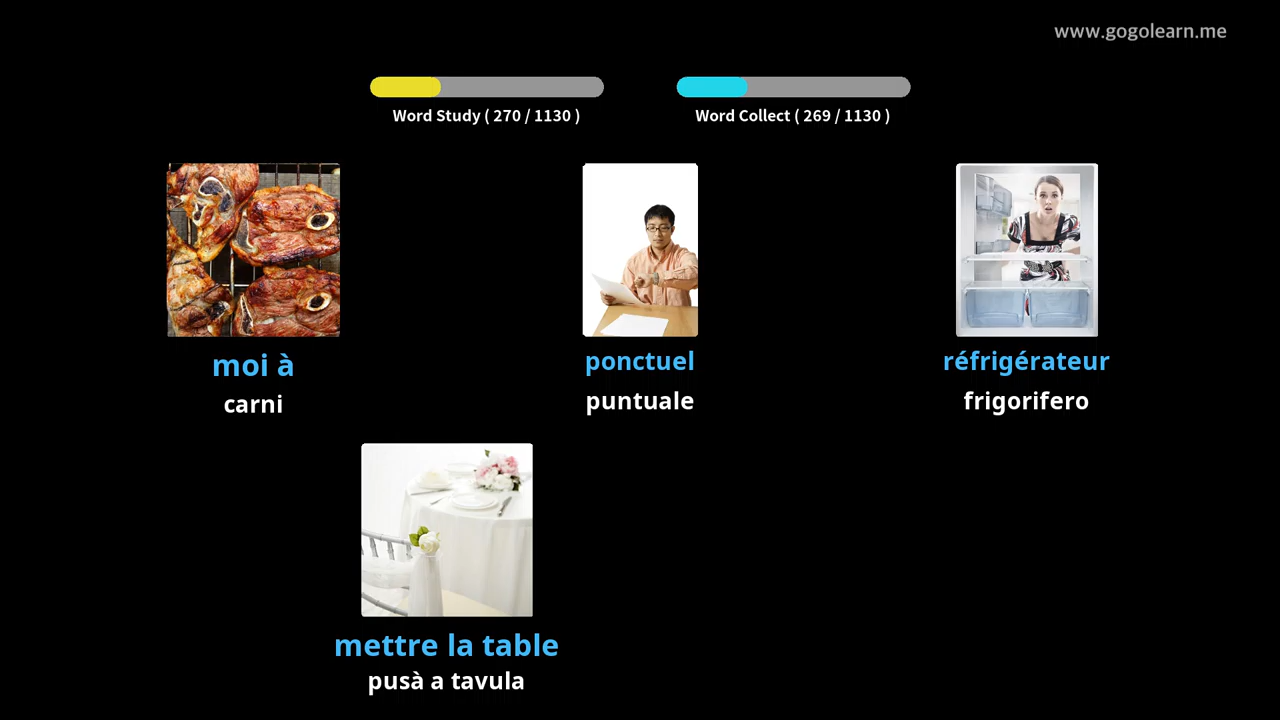 www.gogolearn.me
Word Study ( 270 / 1130 )
Word Collect ( 269 / 1130 )
moi à
carni
ponctuel
puntuale
réfrigérateur
frigorifero
mettre la table
pusà a tavula